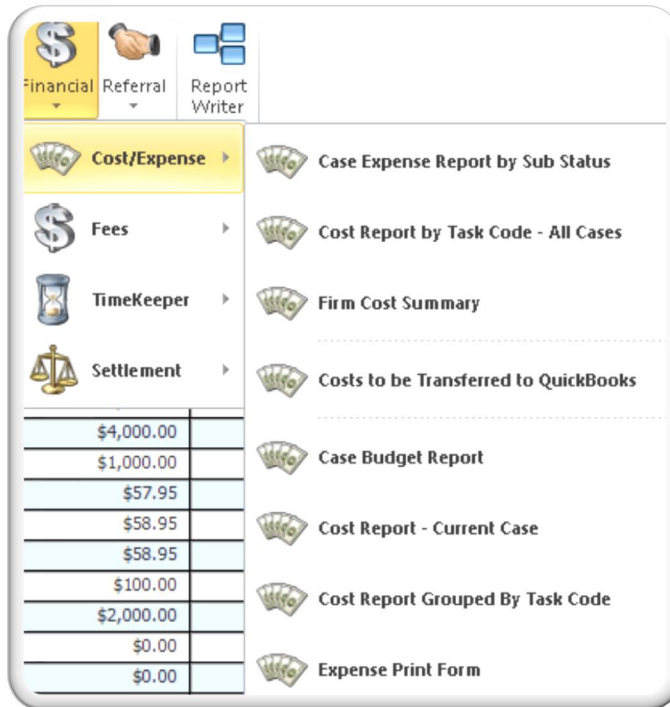 Financial
Referral
Report
Writer
Cost/Expense
Fees
TimeKeeper
Settlement
Case Expense Report by Sub Status
Cost Report by Task Code - All Cases
Firm Cost Summary
Costs to be Transferred to QuickBooks
Case Budget Report
Cost Report - Current Case
Cost Report Grouped By Task Code
Expense Print Form
$4,000.00
$1,000.00
$57.95
$58.95
$58.95
$100.00
$2,000.00
$0.00
$0.00